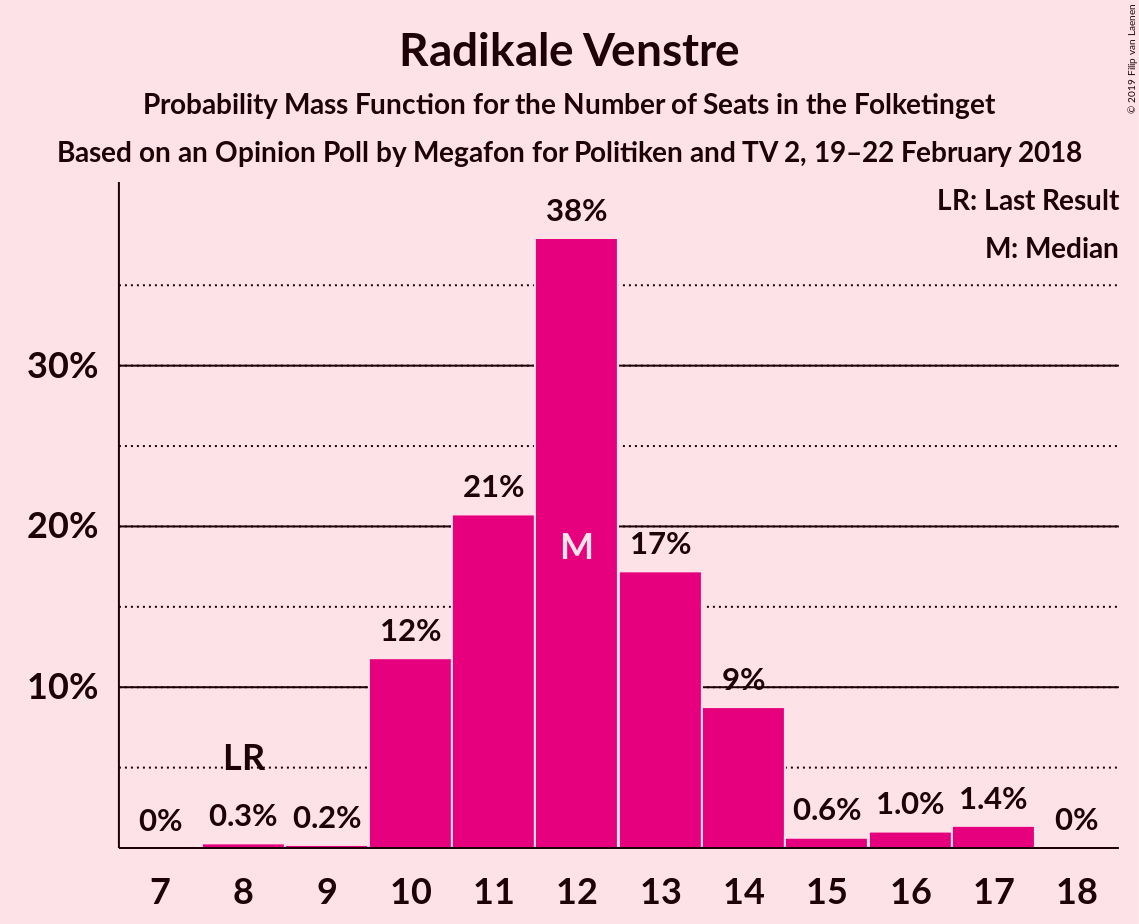 Radikale Venstre
Probability Mass Function for the Number of Seats in the Folketinget
Based on an Opinion Poll by Megafon for Politiken and TV 2, 19–22 February 2018
© 2019 Filip van Laenen
LR: Last Result
M: Median
38%
30%
21%
20%
M
17%
12%
10%
9%
LR
0%
0.3%
0.2%
0.6%
1.0%
1.4%
0%
7 8 9 10 11 12 13 14 15 16 17 18